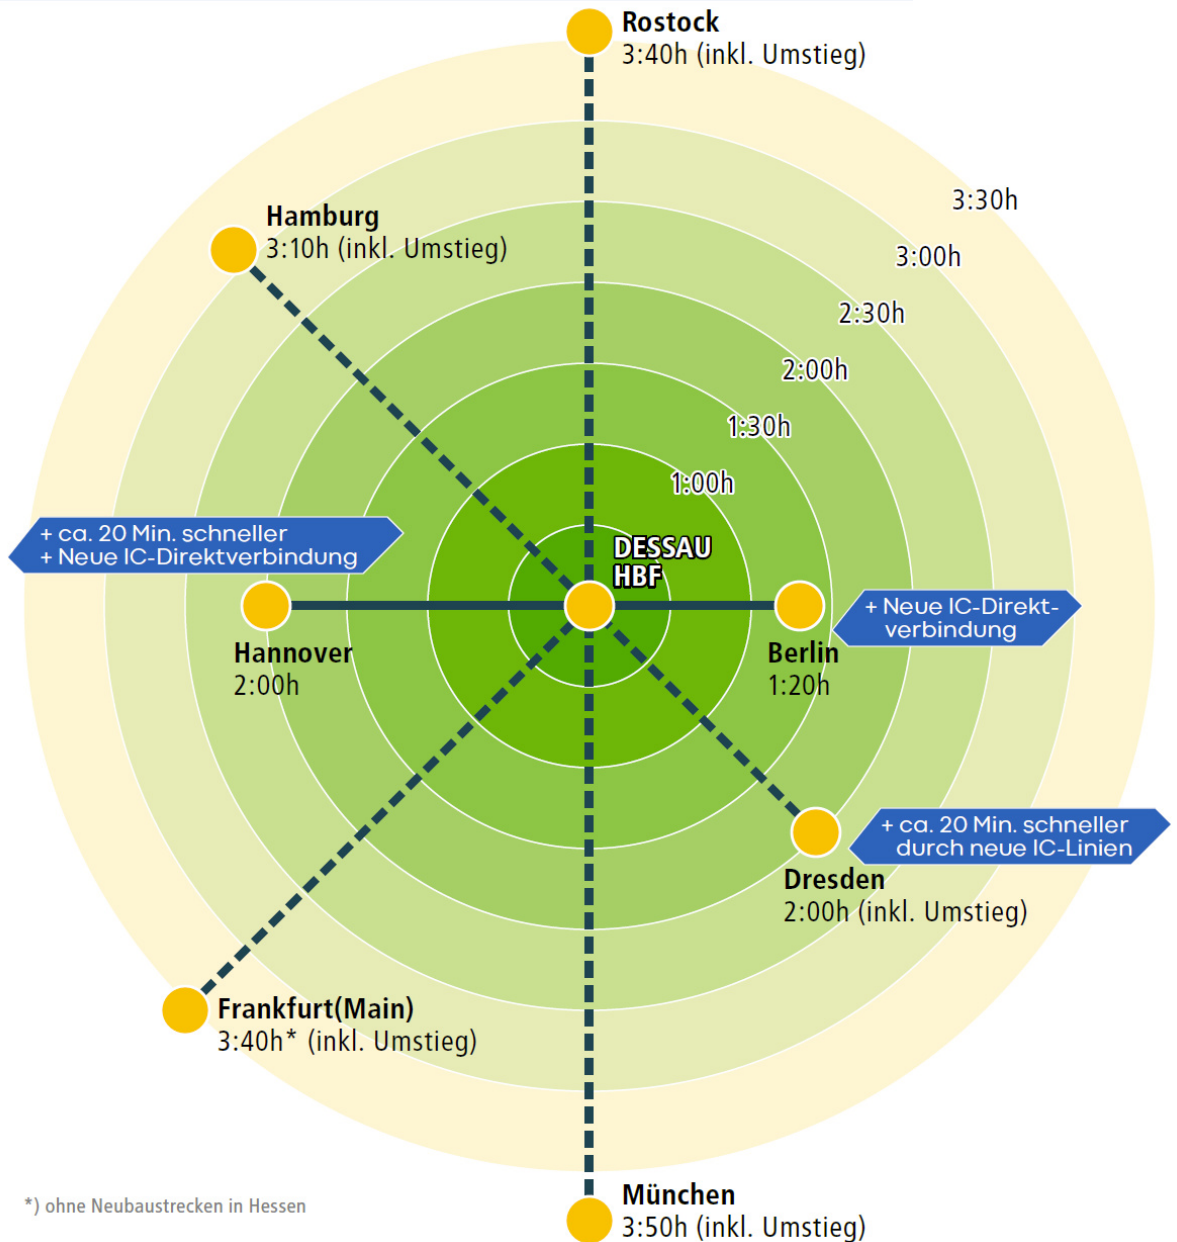 Rostock
3:40h (inkl. Umstieg)
3:30h
Hamburg
3:10h (inkl. Umstieg)
3:00h
2:30h
2:00h
1:30h
1:00h
+ ca. 20 Min. schneller
+ Neue IC-Direktverbindung
DESSAU
HBF
+ Neue IC-Direkt-
verbindung
Hannover
2:00h
Berlin
1:20h
+ ca. 20 Min. schneller
durch neue IC-Linien
Dresden
2:00h (inkl. Umstieg)
Frankfurt(Main)
3:40h* (inkl. Umstieg)
München
3:50h (inkl. Umstieg)
*) ohne Neubaustrecken in Hessen